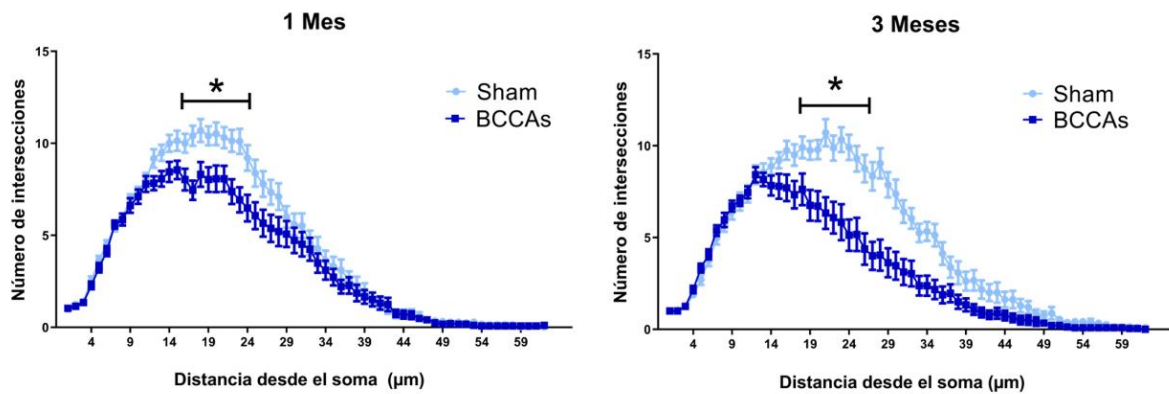 1 Mes
15
10
5
0
Número de intersecciones
*
Sham
BCCAs
4 9 14 19 24 29 34 39 44 49 54 59
Distancia desde el soma (µm)
3 Meses
15
10
5
0
Número de intersecciones
*
Sham
BCCAs
4 9 14 19 24 29 34 39 44 49 54 59
Distancia desde el soma (µm)